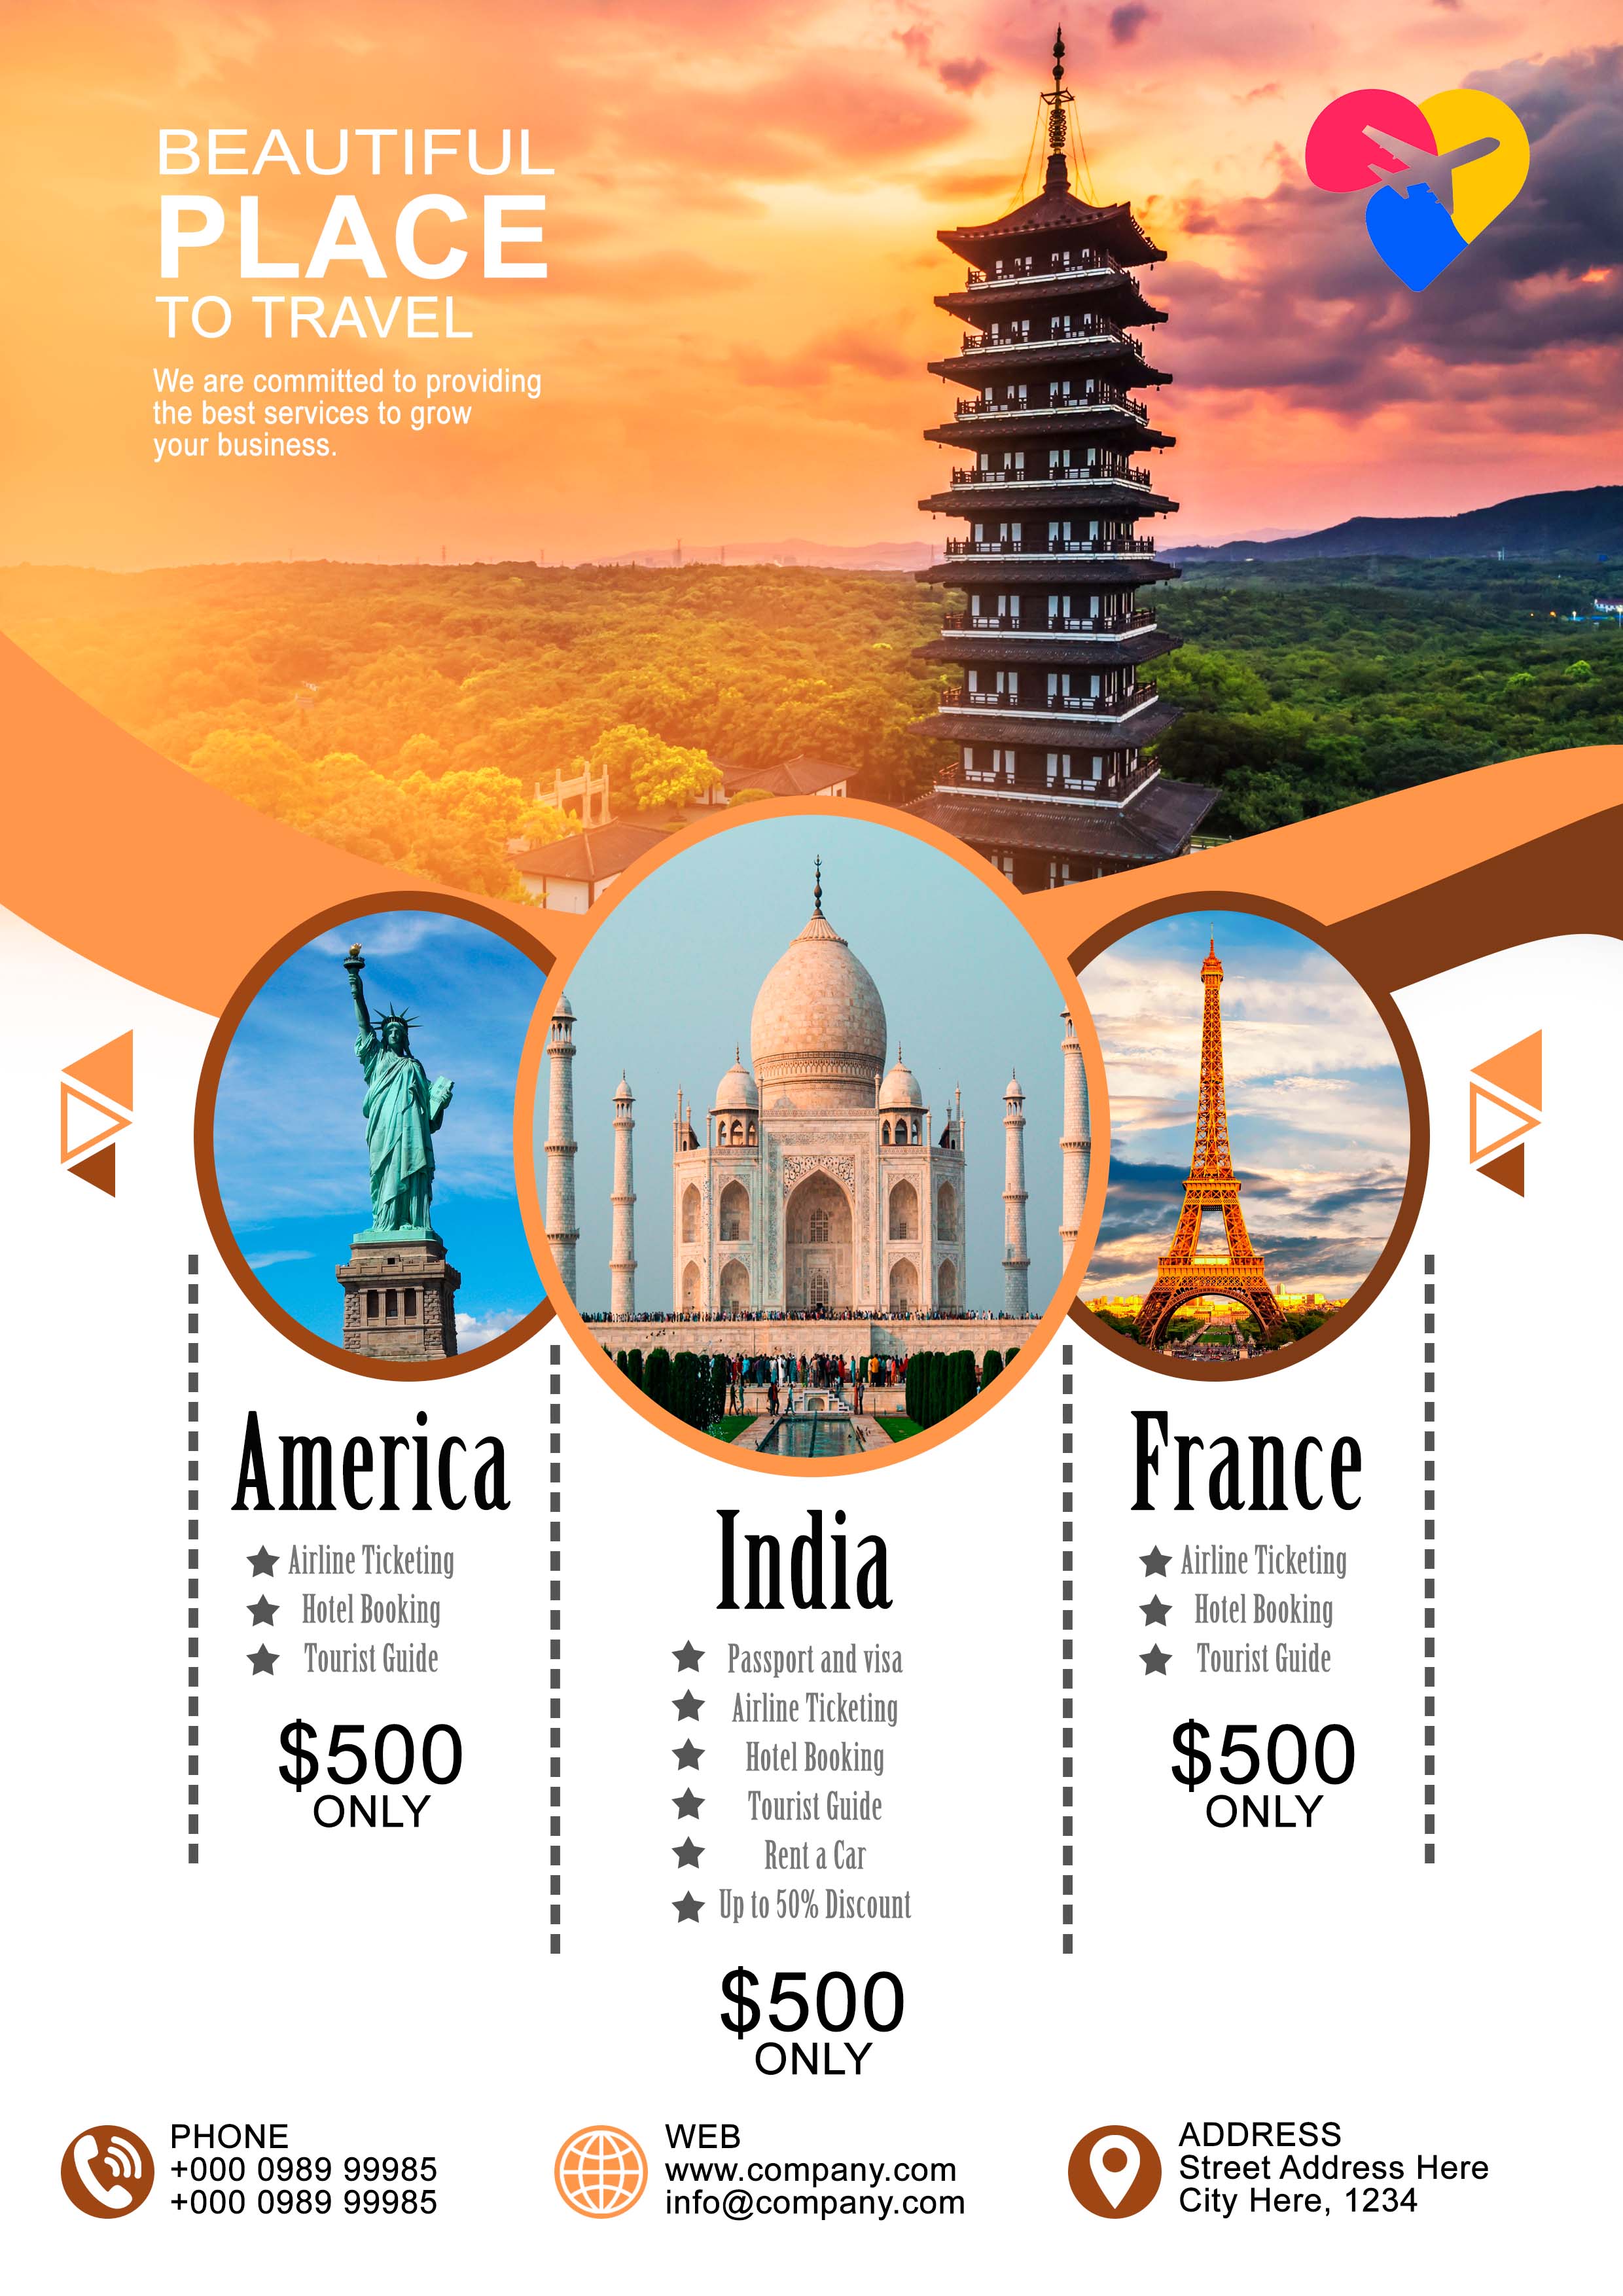 BEAUTIFUL
PLACE
TO TRAVEL
We are committed to providing
the best services to grow
your business.
America
Airline Ticketing
Hotel Booking
Tourist Guide
$500
ONLY
India
Passport and visa
Airline Ticketing
Hotel Booking
Tourist Guide
Rent a Car
Up to 50% Discount
$500
ONLY
France
Airline Ticketing
Hotel Booking
Tourist Guide
$500
ONLY
PHONE
+000 0989 99985
+000 0989 99985
WEB
www.company.com
info@company.com
ADDRESS
Street Address Here
City Here, 1234